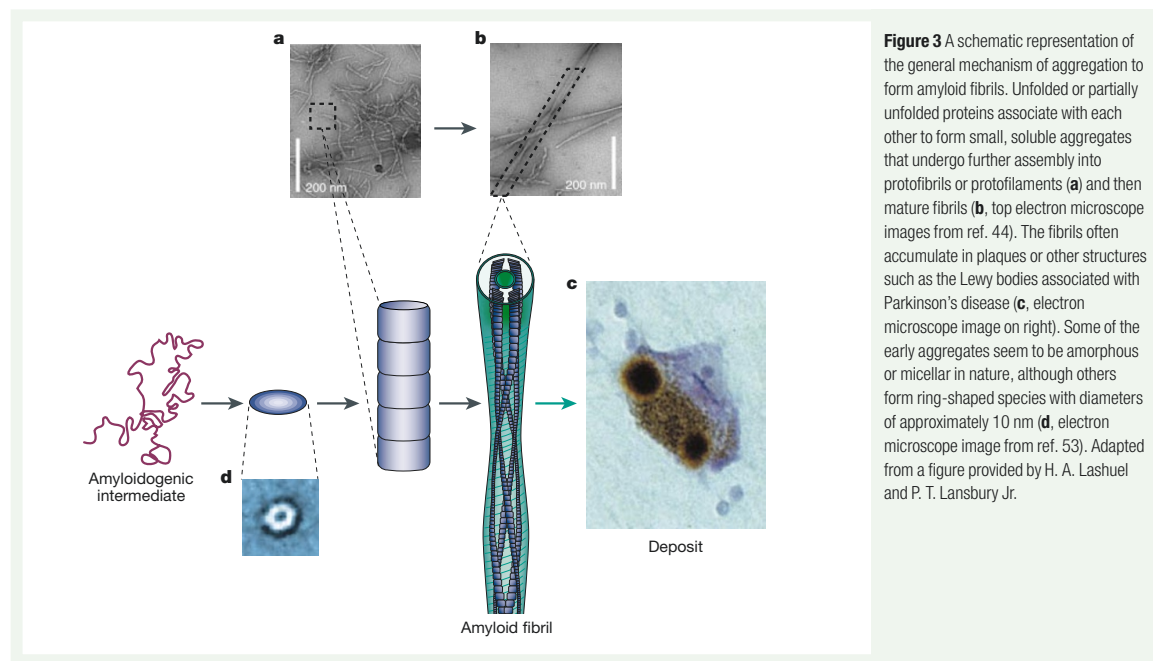 a
b
200 nm
200 nm
c
Amyloidogenic
intermediate
d
Deposit
Amyloid fibril
Figure 3 A schematic representation of
the general mechanism of aggregation to
form amyloid fibrils. Unfolded or partially
unfolded proteins associate with each
other to form small, soluble aggregates
that undergo further assembly into
protofibrils or protofilaments (a) and then
mature fibrils (b, top electron microscope
images from ref. 44). The fibrils often
accumulate in plaques or other structures
such as the Lewy bodies associated with
Parkinson's disease (c, electron
microscope image on right). Some of the
early aggregates seem to be amorphous
or micellar in nature, although others
form ring-shaped species with diameters
of approximately 10 nm (d, electron
microscope image from ref. 53). Adapted
from a figure provided by H. A. Lashuel
and P. T. Lansbury Jr.